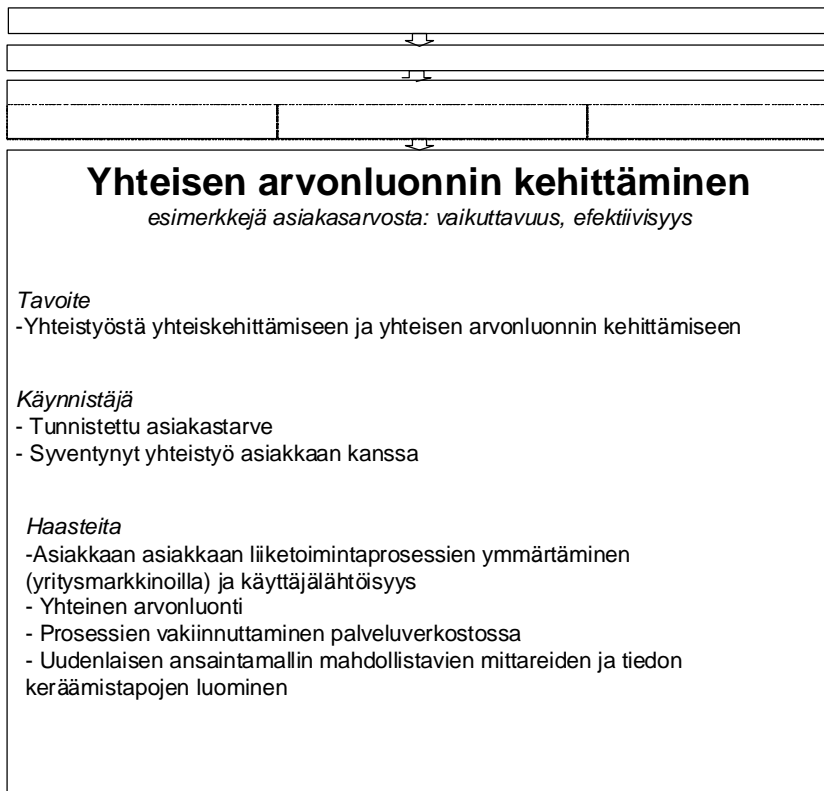 Yhteisen arvonluonnin kehittäminen
esimerkkejä asiakasarvosta: vaikuttavuus, efektiivisyys
Tavoite
-Yhteistyöstä yhteiskehittämiseen ja yhteisen arvonluonnin kehittämiseen
Käynnistäjä
- Tunnistettu asiakastarve
- Syventynyt yhteistyö asiakkaan kanssa
Haasteita
-Asiakkaan asiakkaan liiketoimintaprosessien ymmärtäminen
(yritysmarkkinoilla) ja käyttäjälähtöisyys
- Yhteinen arvonluonti
- Prosessien vakiinnuttaminen palveluverkostossa
- Uudenlaisen ansaintamallin mahdollistavien mittareiden ja tiedon
keräämistapojen luominen